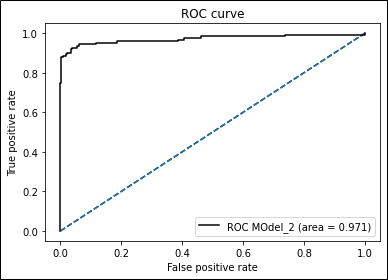 ROC curve
True positive rate
1.0
0.8
0.6
0.4
0.2
0.0
ROC MOdel_2 (area = 0.971)
0.0 0.2 0.4 0.6 0.8 1.0
False positive rate